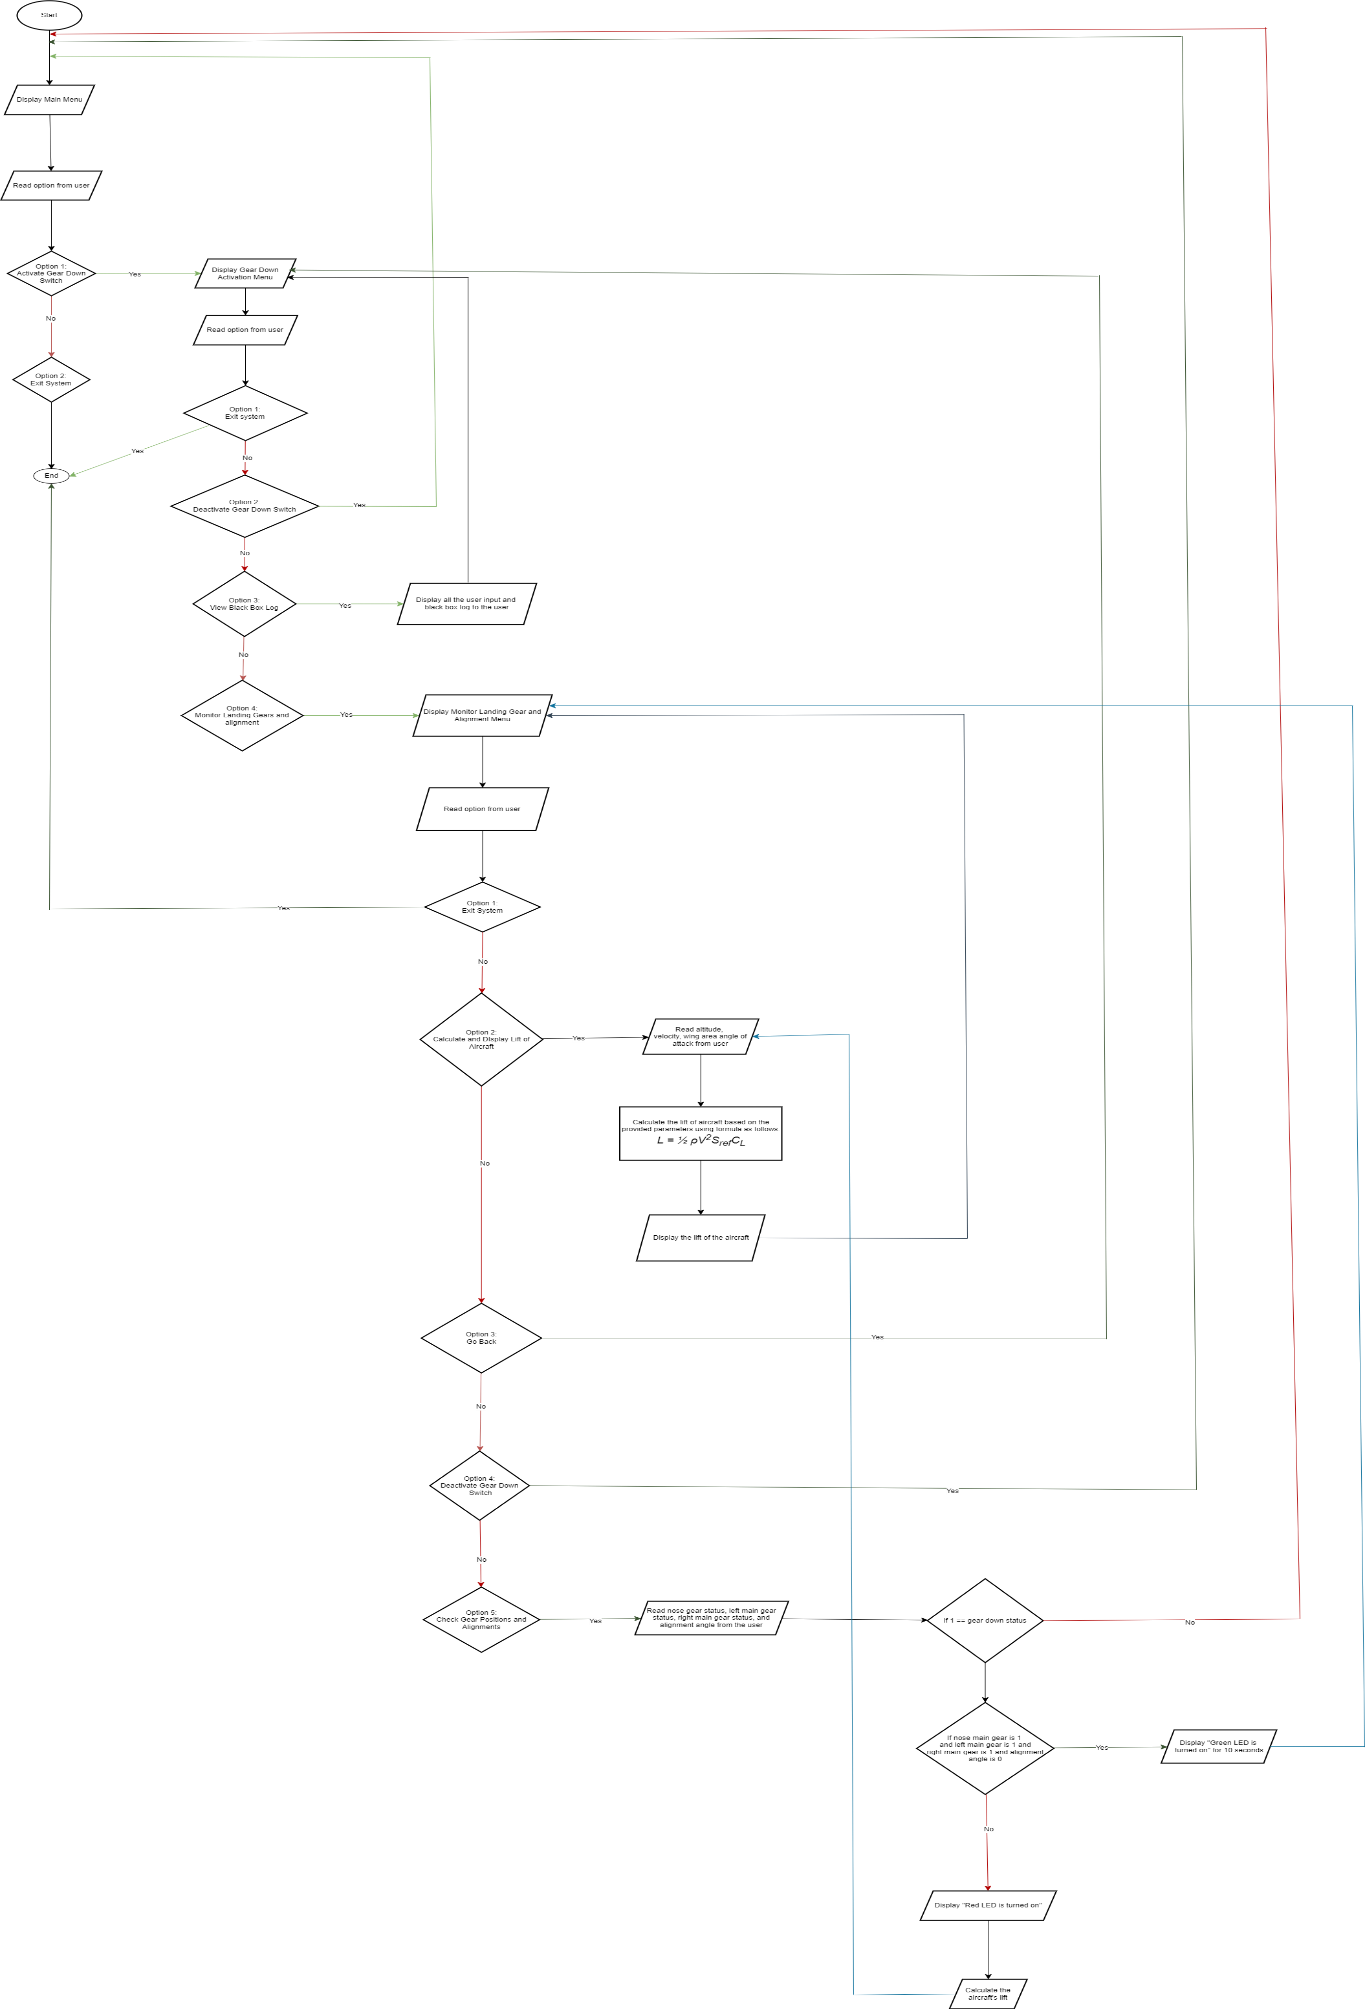 Start
Display Main Menu
Read option from user
Option 1:
Activate Gear Down
Switch
Yes
Display Gear Down
Activation Menu
No
Read option from user
Option 2:
Exit System
Option 1:
Exit system
Yes
No
End
Option 2:
Deactivate Gear Down Switch
Yes
No
Option 3:
View Black Box Log
Yes
Display all the user input and
black box log to the user
No
Option 4:
Monitor Landing Gears and
alignment
Yes
Display Monitor Landing Gear and
Alignment Menu
Read option from user
Option 1:
Exit System
Yes
No
Option 2:
Calculate and Display Lift of
Aircraft
Yes
Read altitude,
velocity, wing area angle of
attack from user
Calculate the lift of aircraft based on the
provided parameters using formula as follows
L = ½ ρV²SrefCL
No
Display the lift of the aircraft
Option 3:
Go Back
Yes
No
Option 4:
Deactivate Gear Down
Switch
Yes
No
Option 5:
Check Gear Positions and
Alignments
Yes
Read nose gear status, left main gear
status, right main gear status, and
alignment angle from the user
If 1 == gear down status
No
If nose main gear is 1
and left main gear is 1 and
right main gear is 1 and alignment
angle is 0
Yes
Display "Green LED is
turned on" for 10 seconds
No
Display "Red LED is turned on"
Calculate the
aircraft's lift